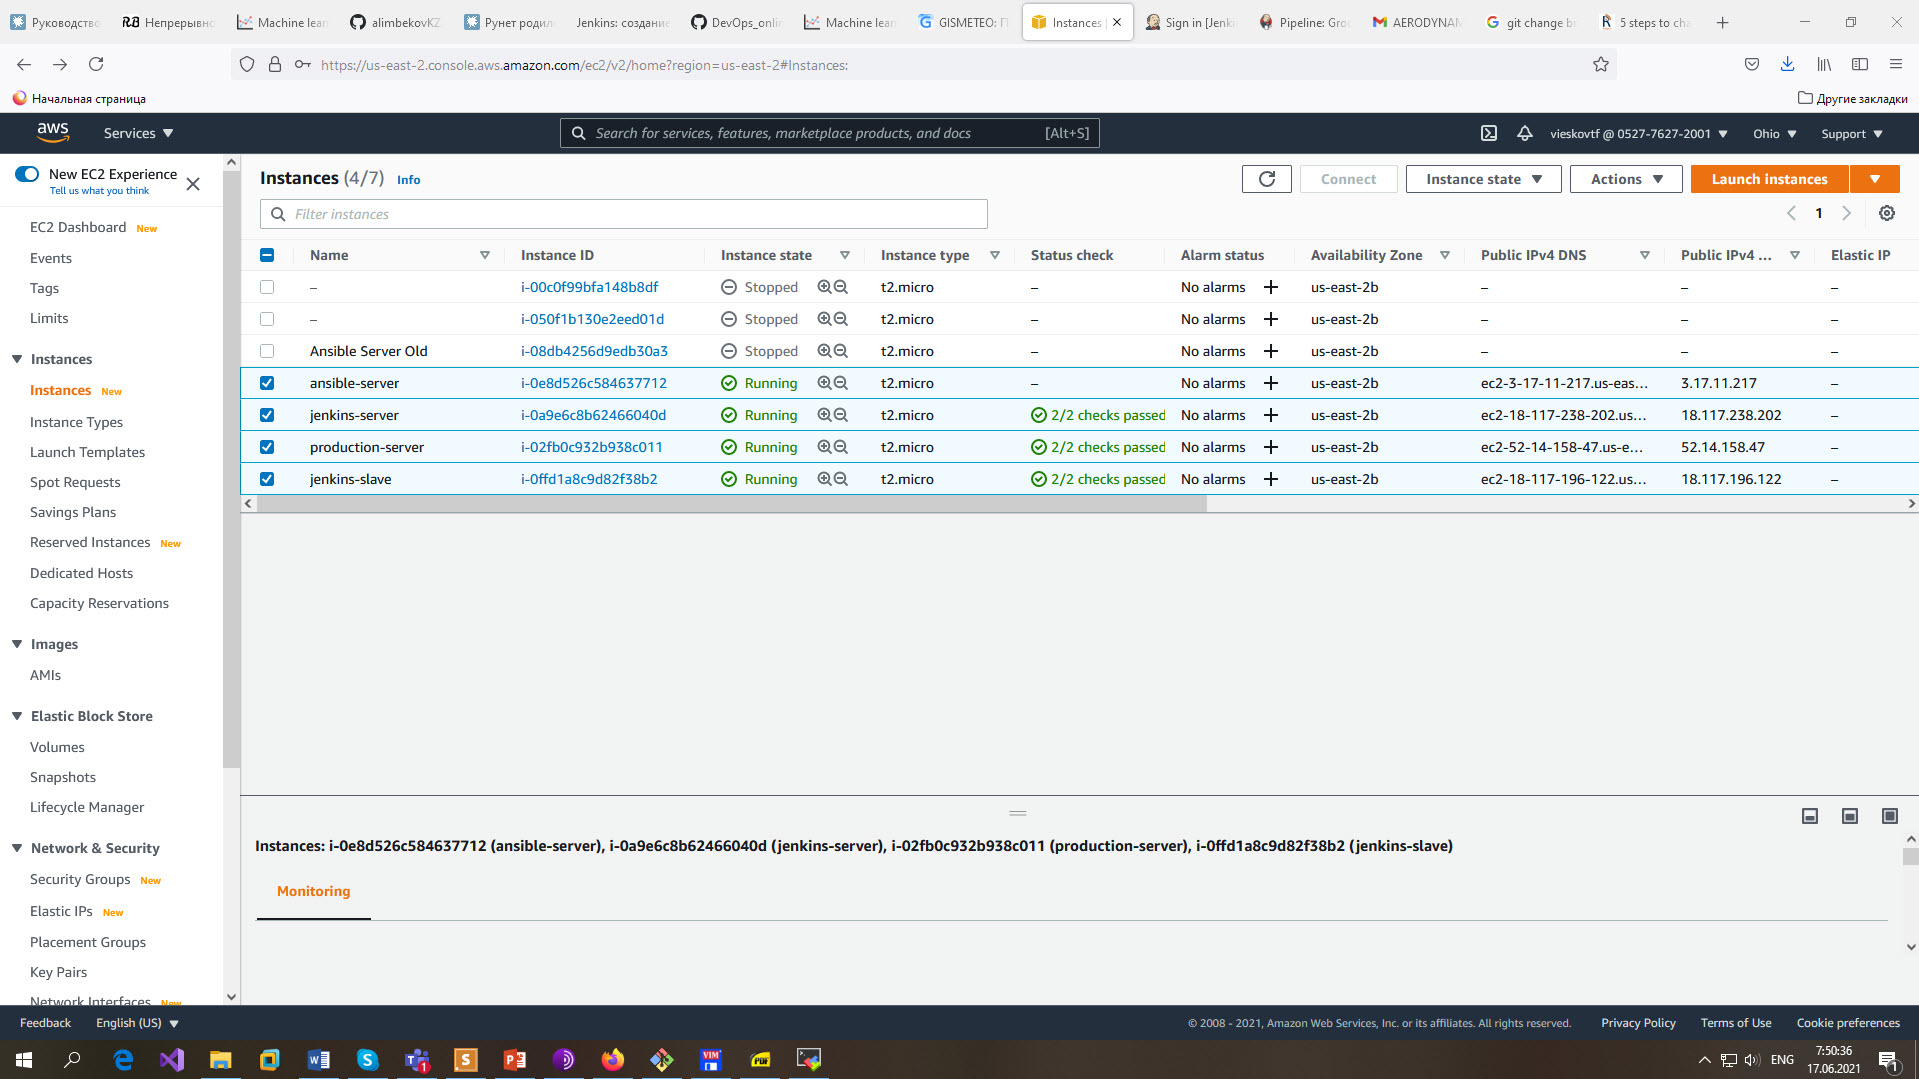 Руководство
R8 Непрерывно
Machine lear
alimbekovKZ
Рунет родил
Jenkins: создание
DevOps_onlin
Machine lear
GISMETEO: П
Instances |
Sign in [Jenki
Pipeline: Groo
AERODYNAM
git change br
5 steps to cha
https://us-east-2.console.aws.amazon.com/ec2/v2/home?region=us-east-2#Instances:
Начальная страница
Другие закладки
aws Services
Search for services, features, marketplace products, and docs [Alt+S]
vieskovtf @ 0527-7627-2001 Ohio Support
New EC2 Experience
Tell us what you think
EC2 Dashboard New
Events
Tags
Limits
Instances
Instances New
Instance Types
Launch Templates
Spot Requests
Savings Plans
Reserved Instances New
Dedicated Hosts
Capacity Reservations
Images
AMIs
Elastic Block Store
Volumes
Snapshots
Lifecycle Manager
Network & Security
Security Groups New
Elastic IPs New
Placement Groups
Key Pairs
Network Interfaces New
Instances (4/7) Info
Connect Instance state Actions Launch instances
Filter instances
1
Name Instance ID Instance state Instance type Status check Alarm status Availability Zone Public IPv4 DNS Public IPv4 ... Elastic IP
– i-00c0f99bfa148b8df Stopped t2.micro – No alarms us-east-2b – – –
– i-050f1b130e2eed01d Stopped t2.micro – No alarms us-east-2b – – –
Ansible Server Old i-08db4256d9edb30a3 Stopped t2.micro – No alarms us-east-2b – – –
ansible-server i-0e8d526c584637712 Running t2.micro – No alarms us-east-2b ec2-3-17-11-217.us-eas... 3.17.11.217 –
jenkins-server i-0a9e6c8b62466040d Running t2.micro 2/2 checks passed No alarms us-east-2b ec2-18-117-238-202.us... 18.117.238.202 –
production-server i-02fb0c932b938c011 Running t2.micro 2/2 checks passed No alarms us-east-2b ec2-52-14-158-47.us-e... 52.14.158.47 –
jenkins-slave i-0ffd1a8c9d82f38b2 Running t2.micro 2/2 checks passed No alarms us-east-2b ec2-18-117-196-122.us... 18.117.196.122 –
Instances: i-0e8d526c584637712 (ansible-server), i-0a9e6c8b62466040d (jenkins-server), i-02fb0c932b938c011 (production-server), i-0ffd1a8c9d82f38b2 (jenkins-slave)
Monitoring
Feedback English (US)
© 2008 - 2021, Amazon Web Services, Inc. or its affiliates. All rights reserved. Privacy Policy Terms of Use Cookie preferences
ENG
7:50:36
17.06.2021